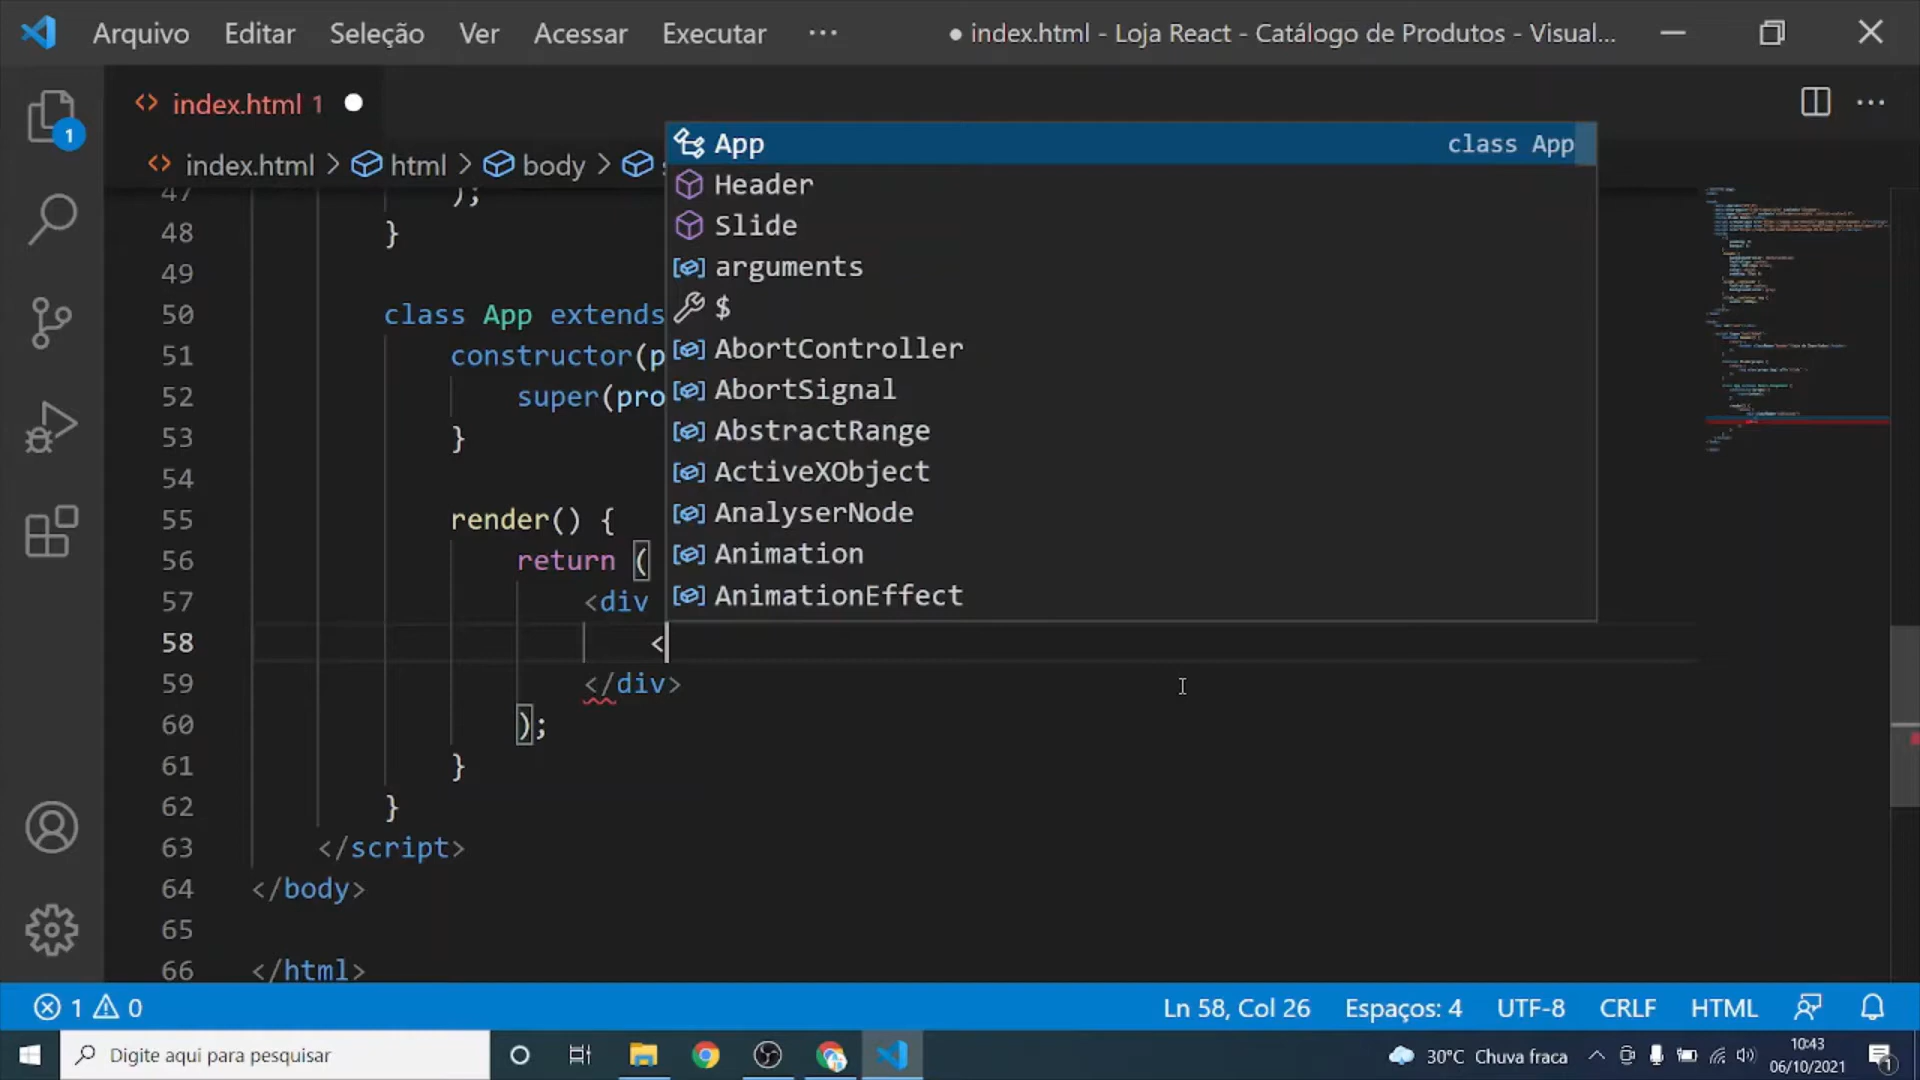 Arquivo Editar Seleção Ver Acessar Executar ··· ● index.html - Loja React - Catálogo de Produtos - Visual...
<> index.html 1 ●
<> index.html > html > body >
1
App class App
Header
Slide
arguments
$
AbortController
AbortSignal
AbstractRange
ActiveXObject
AnalyserNode
Animation
AnimationEffect
47 );
48 }
49
50 class App extends
51 constructor(p
52 super(pro
53 }
54
55 render() {
56 return (
57 <div
58 <
59 </div>
60 );
61 }
62 }
63 </script>
64 </body>
65
66 </html>
1 0 Ln 58, Col 26 Espaços: 4 UTF-8 CRLF HTML
Digite aqui para pesquisar 30°C Chuva fraca 10:43
06/10/2021 1